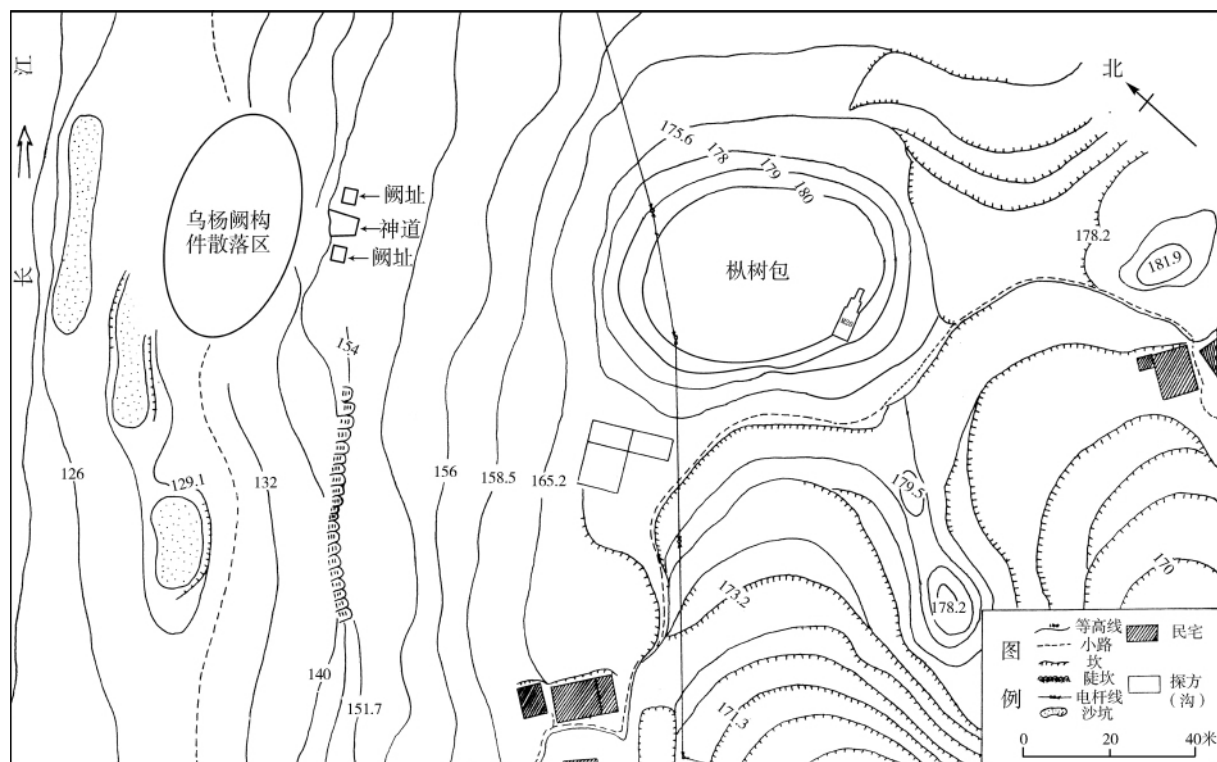 江
长
北
乌杨阙构
件散落区
阙址
神道
阙址
175.6
178
179
180
枞树包
178.2
181.9
154
126
129.1
132
156
158.5
165.2
179.5
178.2
170
173.2
171.3
140
151.7
图
例
等高线
小路
坎
陡坎
电杆线
沙坑
民宅
探方
(沟)
0 20 40米